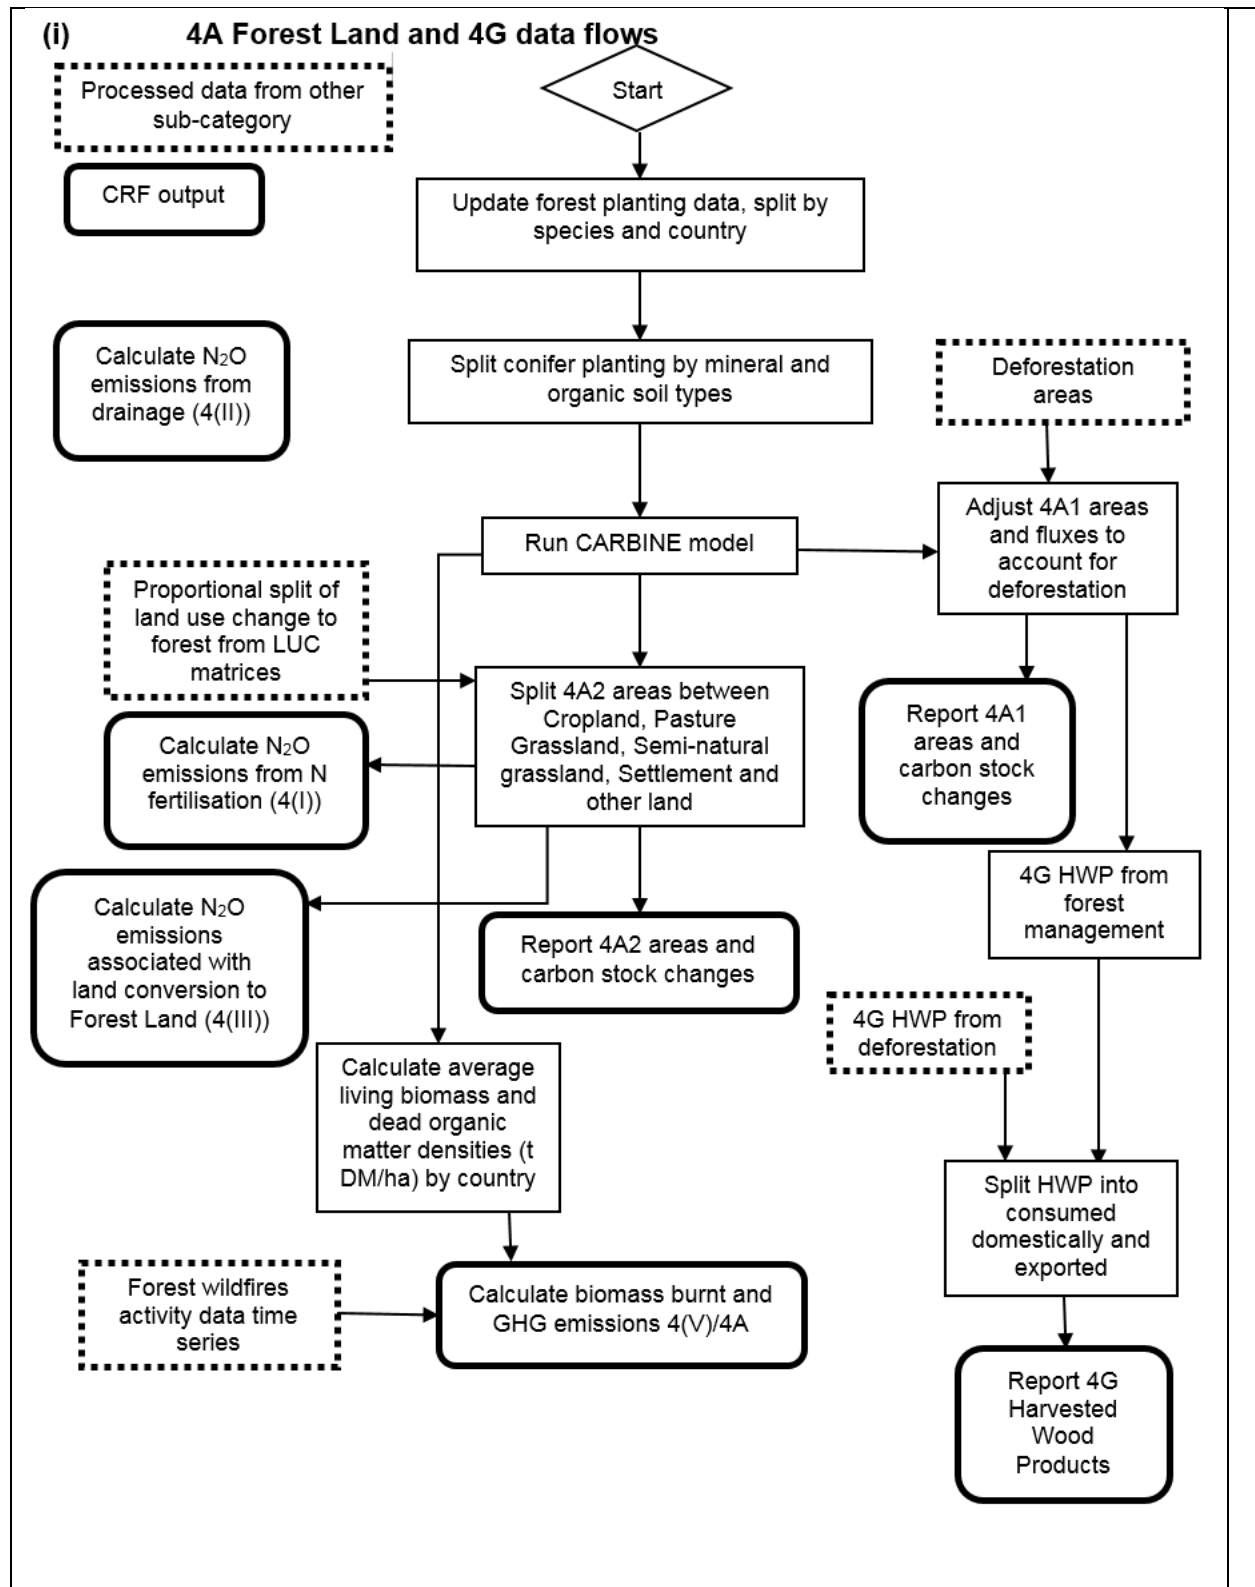 (i) 4A Forest Land and 4G data flows
Processed data from other
sub-category
CRF output
Start
Update forest planting data, split by
species and country
Calculate N₂O
emissions from
drainage (4(II))
Split conifer planting by mineral and
organic soil types
Deforestation
areas
Run CARBINE model
Adjust 4A1 areas
and fluxes to
account for
deforestation
Proportional split of
land use change to
forest from LUC
matrices
Split 4A2 areas between
Cropland, Pasture
Grassland, Semi-natural
grassland, Settlement and
other land
Report 4A1
areas and
carbon stock
changes
Calculate N₂O
emissions from N
fertilisation (4(I))
4G HWP from
forest
management
Calculate N₂O
emissions
associated with
land conversion to
Forest Land (4(III))
Report 4A2 areas and
carbon stock changes
4G HWP from
deforestation
Calculate average
living biomass and
dead organic
matter densities (t
DM/ha) by country
Split HWP into
consumed
domestically and
exported
Forest wildfires
activity data time
series
Calculate biomass burnt and
GHG emissions 4(V)/4A
Report 4G
Harvested
Wood
Products